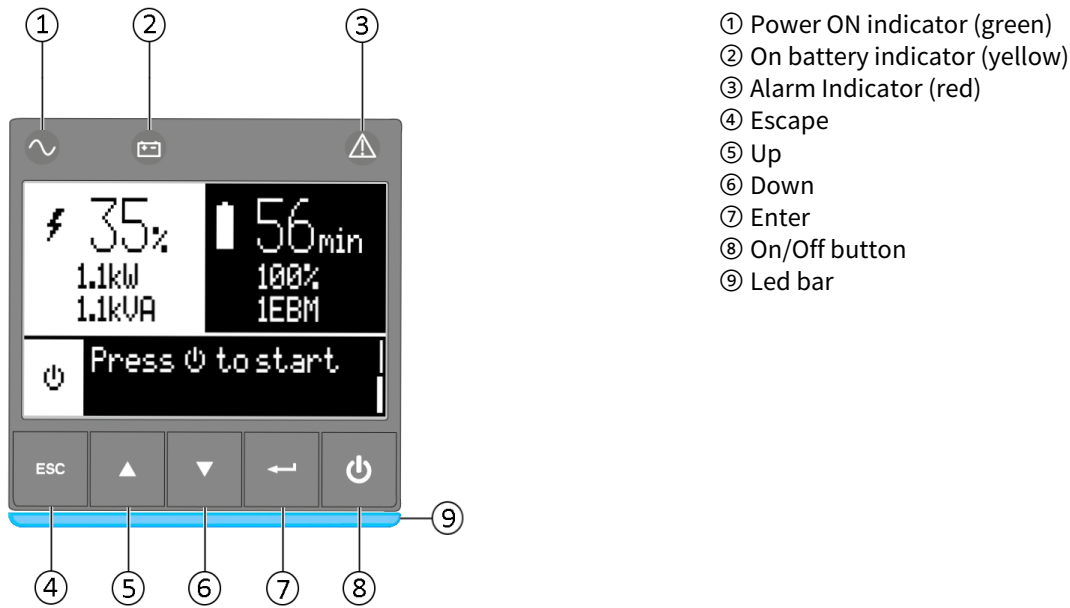 ① ② ③
① Power ON indicator (green)
② On battery indicator (yellow)
③ Alarm Indicator (red)
④ Escape
⑤ Up
⑥ Down
⑦ Enter
⑧ On/Off button
⑨ Led bar
35% 56min
1.1kW 100%
1.1kVA 1EBM
Press ⏻ to start
ESC
⑨
④ ⑤ ⑥ ⑦ ⑧